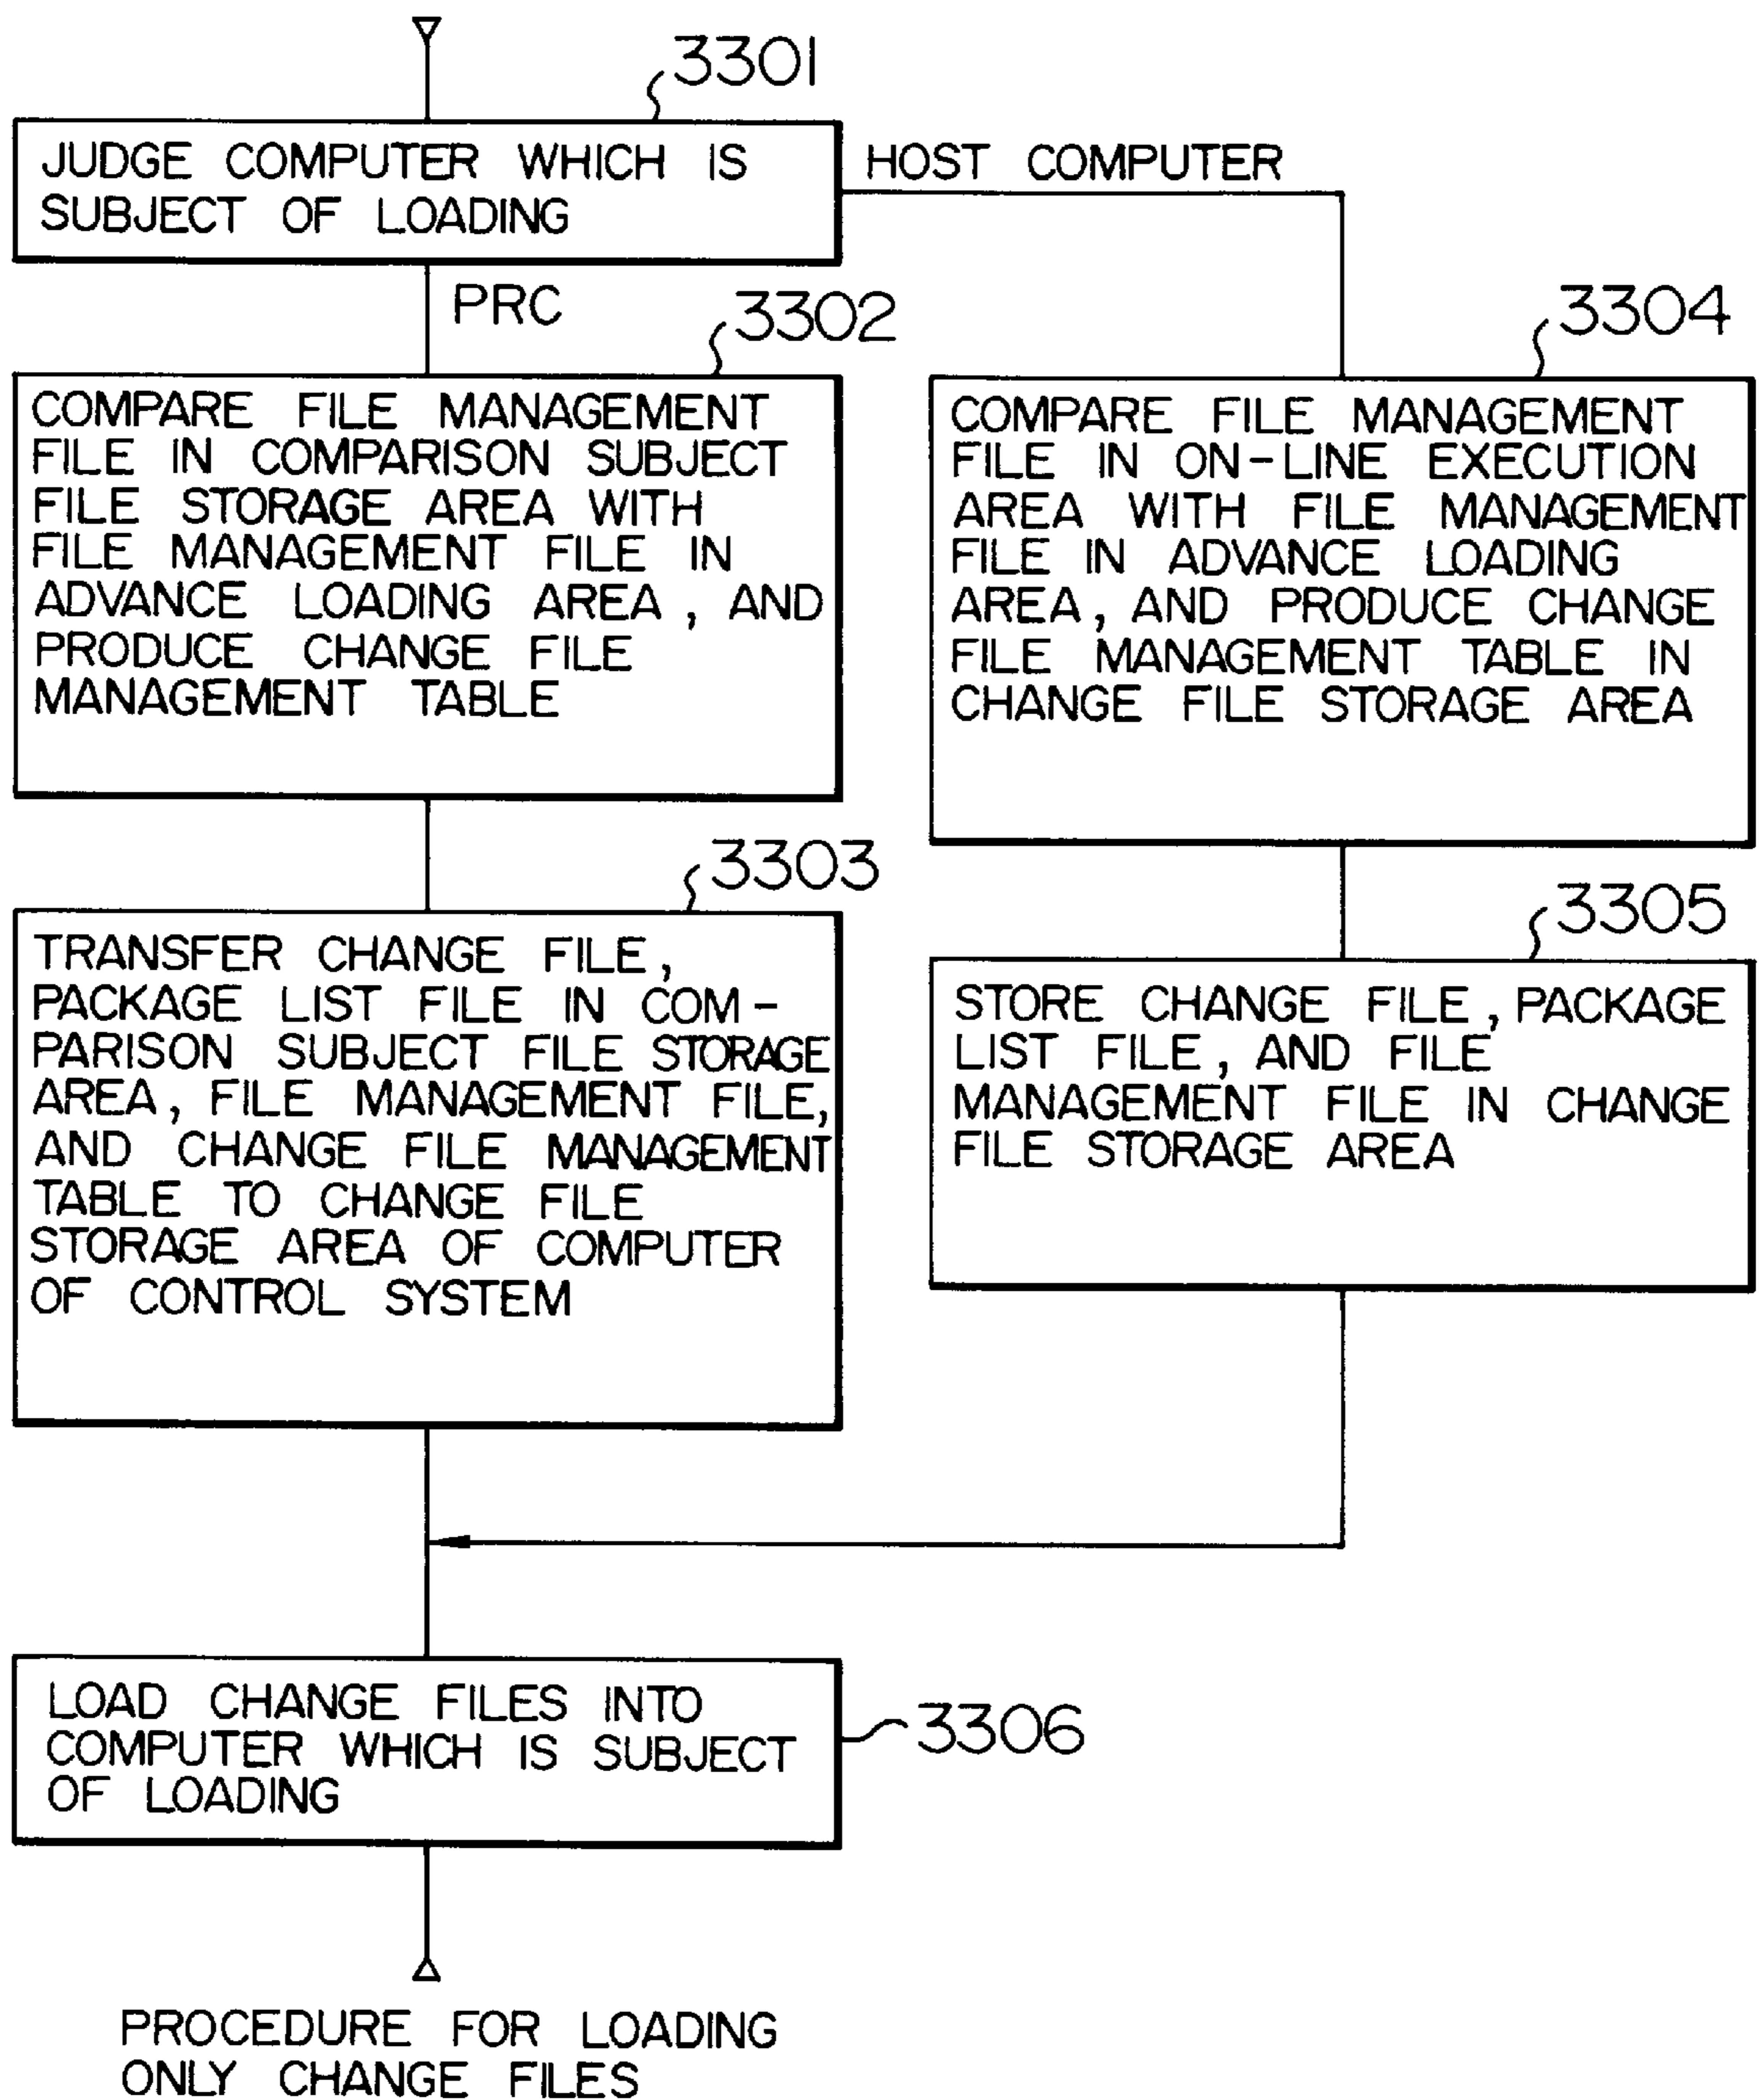 3301
JUDGE COMPUTER WHICH IS
SUBJECT OF LOADING
HOST COMPUTER
PRC
3302
COMPARE FILE MANAGEMENT
FILE IN COMPARISON SUBJECT
FILE STORAGE AREA WITH
FILE MANAGEMENT FILE IN
ADVANCE LOADING AREA, AND
PRODUCE CHANGE FILE
MANAGEMENT TABLE
3304
COMPARE FILE MANAGEMENT
FILE IN ON-LINE EXECUTION
AREA WITH FILE MANAGEMENT
FILE IN ADVANCE LOADING
AREA, AND PRODUCE CHANGE
FILE MANAGEMENT TABLE IN
CHANGE FILE STORAGE AREA
3303
TRANSFER CHANGE FILE,
PACKAGE LIST FILE IN COM-
PARISON SUBJECT FILE STORAGE
AREA, FILE MANAGEMENT FILE,
AND CHANGE FILE MANAGEMENT
TABLE TO CHANGE FILE
STORAGE AREA OF COMPUTER
OF CONTROL SYSTEM
3305
STORE CHANGE FILE, PACKAGE
LIST FILE, AND FILE
MANAGEMENT FILE IN CHANGE
FILE STORAGE AREA
LOAD CHANGE FILES INTO
COMPUTER WHICH IS SUBJECT
OF LOADING
3306
PROCEDURE FOR LOADING
ONLY CHANGE FILES